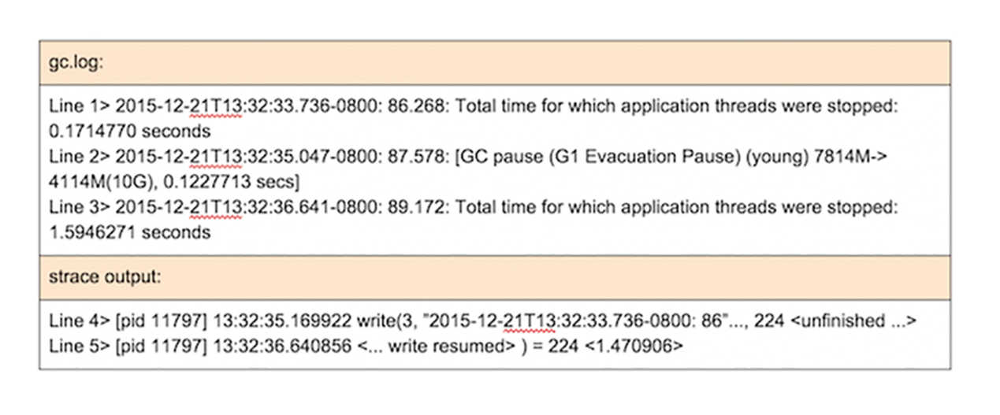 gc.log:
Line 1> 2015-12-21T13:32:33.736-0800: 86.268: Total time for which application threads were stopped:
0.1714770 seconds
Line 2> 2015-12-21T13:32:35.047-0800: 87.578: [GC pause (G1 Evacuation Pause) (young) 7814M->
4114M(10G), 0.1227713 secs]
Line 3> 2015-12-21T13:32:36.641-0800: 89.172: Total time for which application threads were stopped:
1.5946271 seconds
strace output:
Line 4> [pid 11797] 13:32:35.169922 write(3, ”2015-12-21T13:32:33.736-0800: 86”..., 224 <unfinished ...>
Line 5> [pid 11797] 13:32:36.640856 <... write resumed> ) = 224 <1.470906>